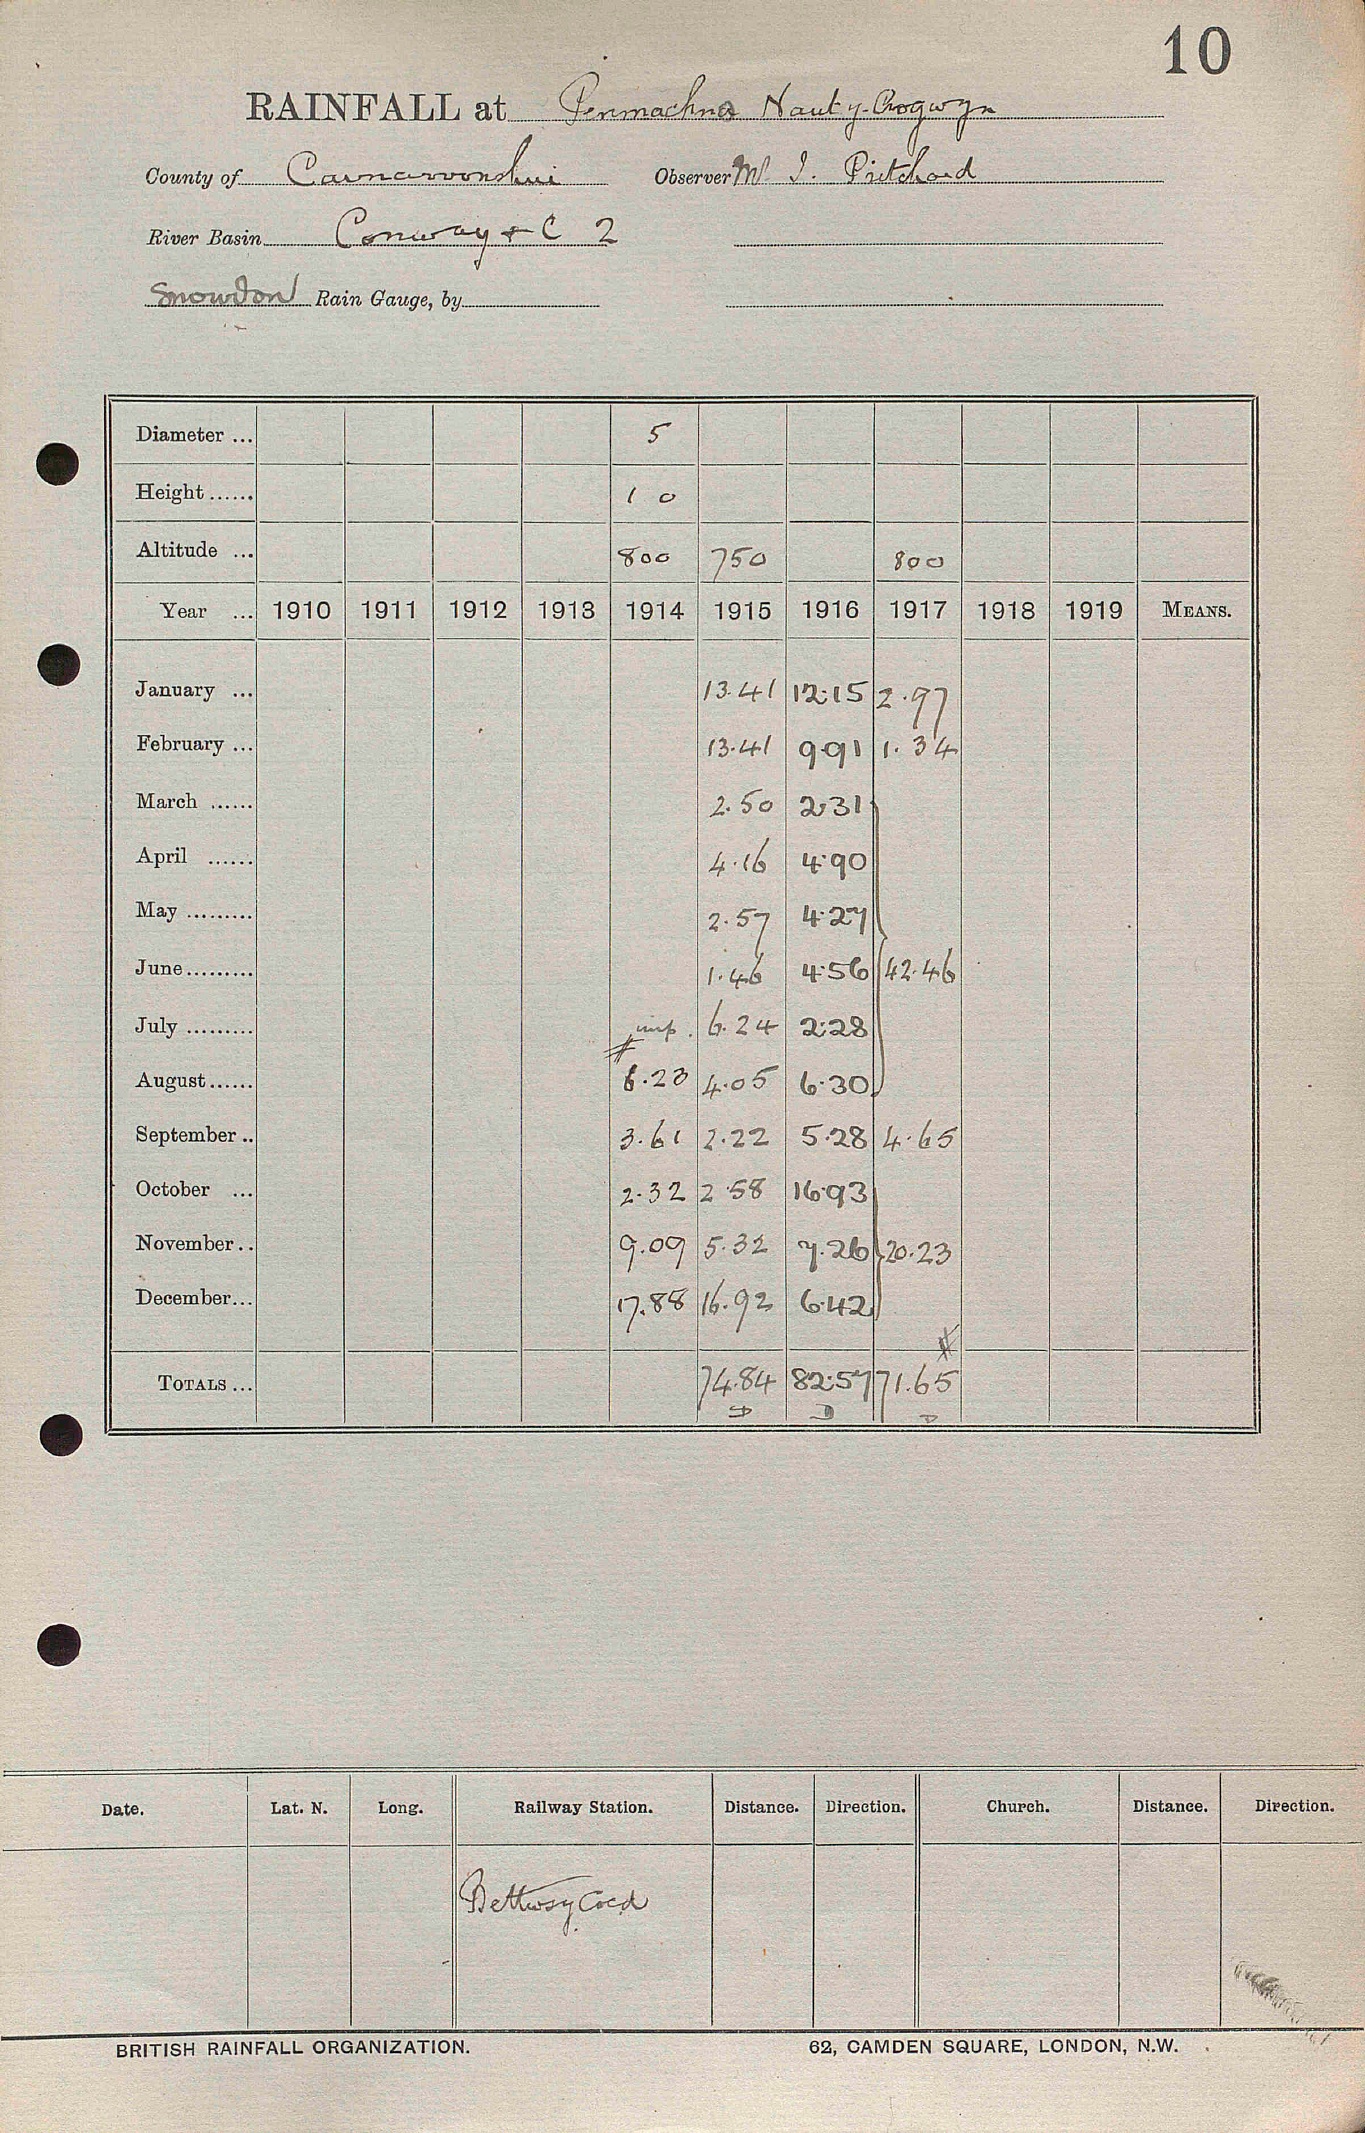 10
RAINFALL at Penmachno Nant-y-Crogwyn
County of Carnarvonshire Observer Mr J. Pritchard
River Basin Conway & C 2
Snowdon Rain Gauge, by
Diameter ... 5
Height ...... 1 0
Altitude ... 800 750 800
Year ... 1910 1911 1912 1913 1914 1915 1916 1917 1918 1919 MEANS.
January ... 13.41 12.15 2.97
February ... 13.41 9.91 1.34
March ...... 2.50 2.31
April ...... 4.16 4.90
May ......... 2.57 4.27
June ......... 1.46 4.56 42.46
July ......... imp. 6.24 2.28
August ...... 6.23 4.05 6.30
September .. 3.61 2.22 5.28 4.65
October ... 2.32 2.58 16.93
November .. 9.09 5.32 7.26 20.23
December ... 17.88 16.92 6.42
#
TOTALS ... 74.84 82.57 71.65
D D D
Date. Lat. N. Long. Railway Station. Distance. Direction. Church. Distance. Direction.
Bettwsy Coed
BRITISH RAINFALL ORGANIZATION. 62, CAMDEN SQUARE, LONDON, N.W.